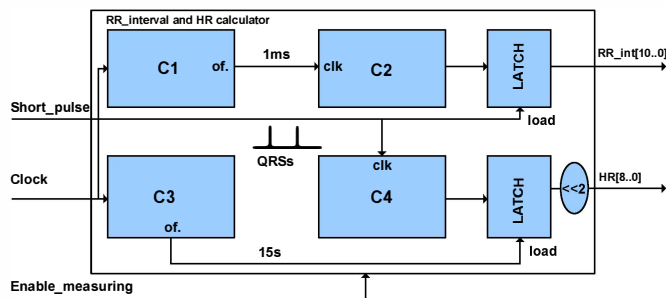 RR_interval and HR calculator
C1
of.
1ms
clk
C2
LATCH
RR_int[10..0]
load
Short_pulse
QRSs
clk
Clock
C3
of.
C4
LATCH
<<2
HR[8..0]
load
15s
Enable_measuring